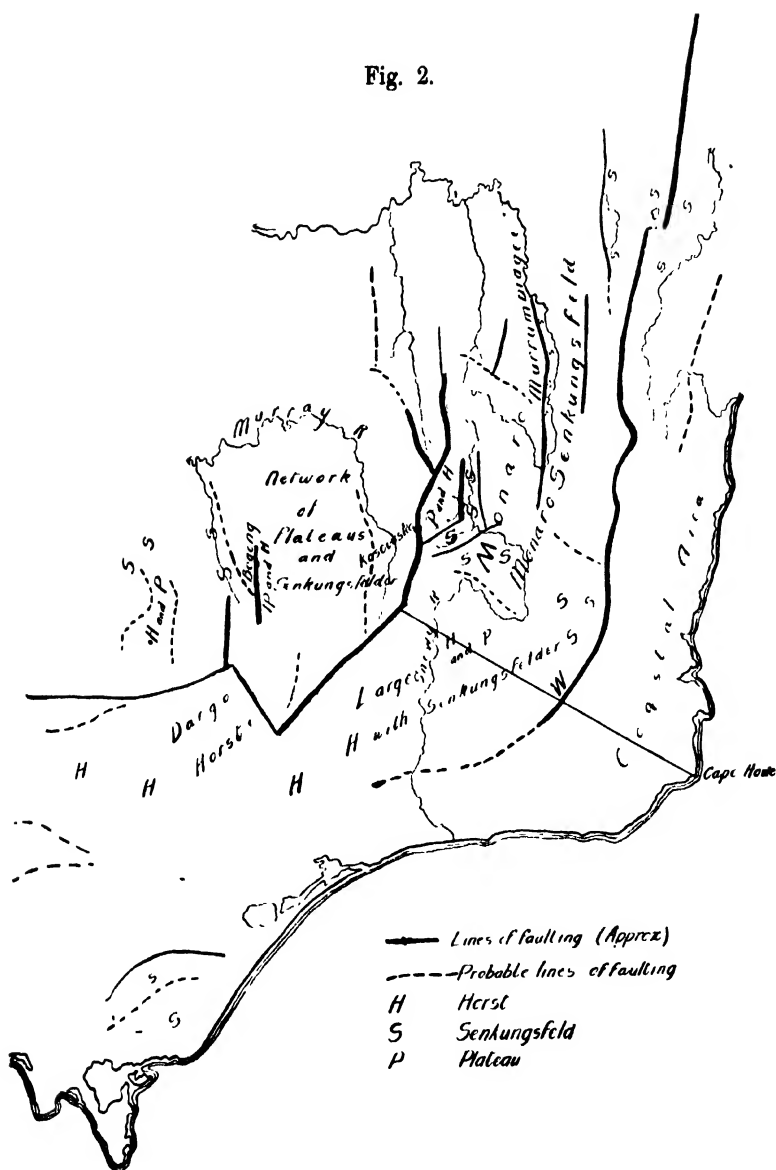 Fig. 2.
R
S
S
S
S
S
S
Murrumbidgee
Monaro Senkungsfeld
Monaro
Murray R
Network
of
Plateaus
and
Senkungsfelder
Kosciusko
P and H
S
S
S
S
S
S
S
S
S
S
S
P and H
H and P
R
H and P
Large
H with Senkungsfelder S
S
S
W
Coastal Area
Dargo
Horst
H
H
H
Cape Howe
S
S
Lines of faulting (Approx)
Probable lines of faulting
H Horst
S Senkungsfeld
P Plateau